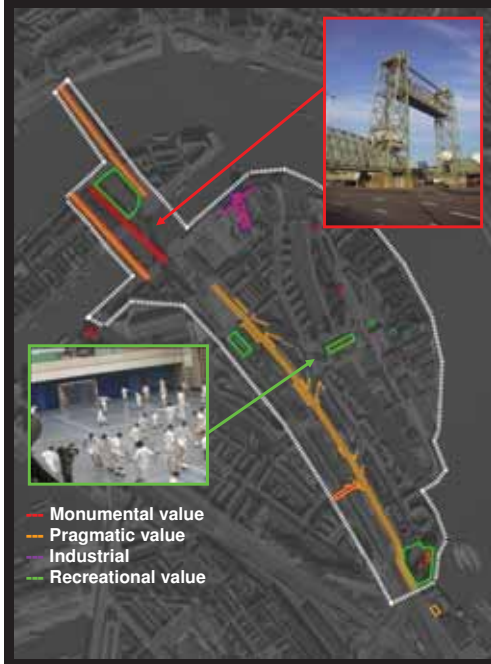 Monumental value
Pragmatic value
Industrial
Recreational value